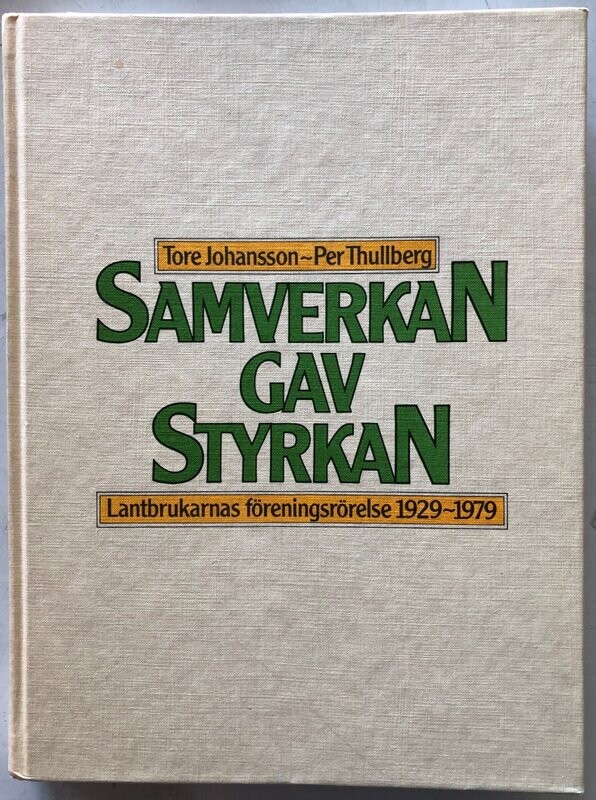 Tore Johansson~Per Thullberg
SAMVERKAN
GAV
STYRKAN
Lantbrukarnas föreningsrörelse 1929~1979